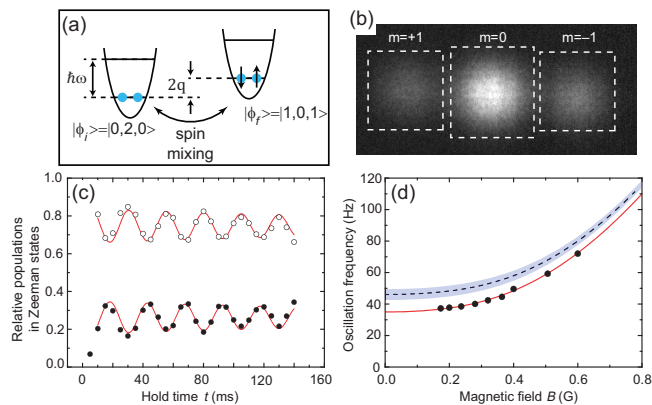 (a)
ħω
2q
|ϕi>=|0,2,0>
|ϕf>=|1,0,1>
spin
mixing
(b)
m=+1
m=0
m=–1
(c)
Relative populations
in Zeeman states
1.0
0.8
0.6
0.4
0.2
0.0
0
40
80
120
160
Hold time t (ms)
(d)
Oscillation frequency (Hz)
120
100
80
60
40
20
0
0.0
0.2
0.4
0.6
0.8
Magnetic field B (G)